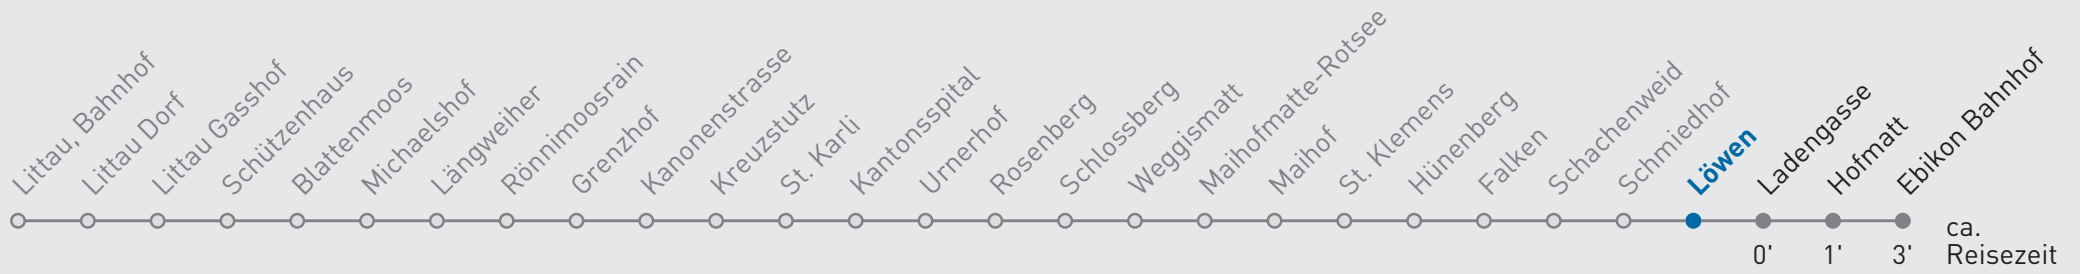 Littau, Bahnhof
Littau Dorf
Littau Gasshof
Schützenhaus
Blattenmoos
Michaelshof
Längweiher
Rönnimoosrain
Grenzhof
Kanonenstrasse
Kreuzstutz
St. Karli
Kantonsspital
Urnerhof
Rosenberg
Schlossberg
Weggismatt
Maihofmatte-Rotsee
Maihof
St. Klemens
Hünenberg
Falken
Schachenweid
Schmiedhof
Löwen
Ladengasse
Hofmatt
Ebikon Bahnhof
0' 1' 3' ca.
Reisezeit